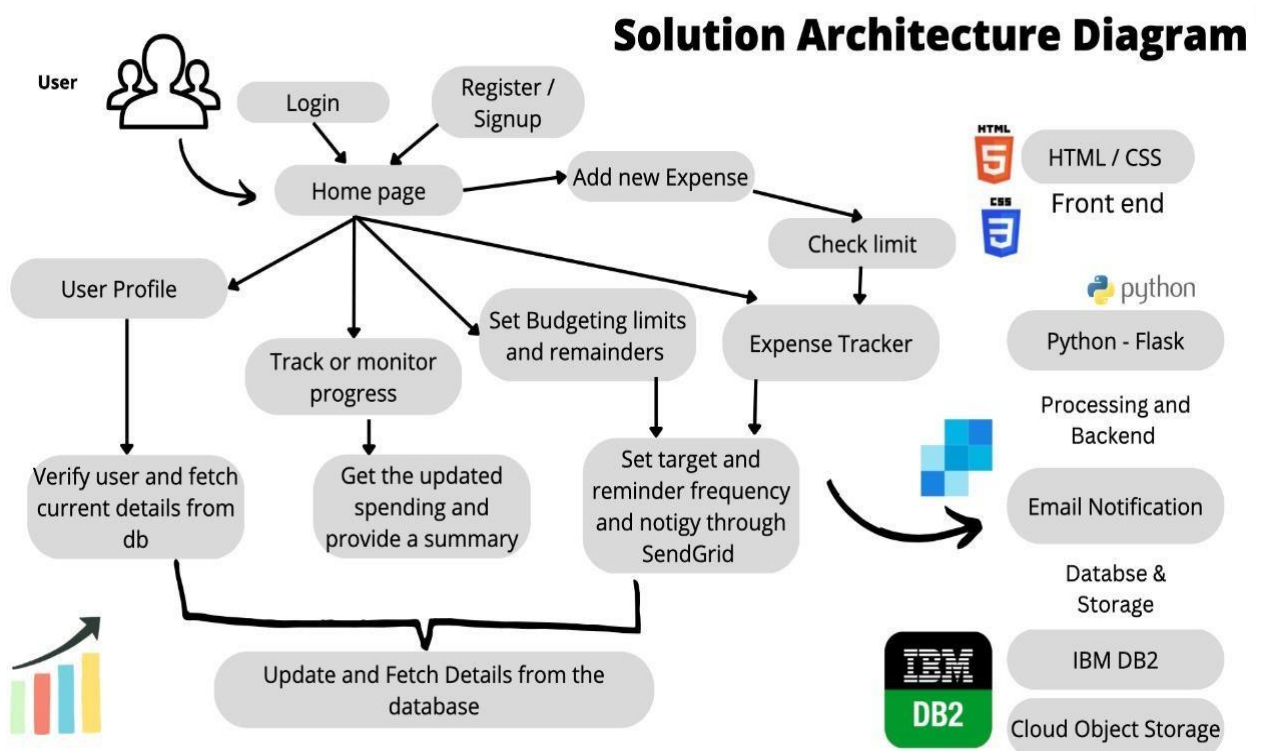 Solution Architecture Diagram
User
Login
Register /
Signup
Home page
Add new Expense
Check limit
User Profile
Track or monitor
progress
Set Budgeting limits
and remainders
Expense Tracker
Verify user and fetch
current details from
db
Get the updated
spending and
provide a summary
Set target and
reminder frequency
and notigy through
SendGrid
Update and Fetch Details from the
database
HTML
5
HTML / CSS
CSS
3
Front end
python
Python - Flask
Processing and
Backend
Email Notification
Databse &
Storage
IBM
DB2
IBM DB2
Cloud Object Storage